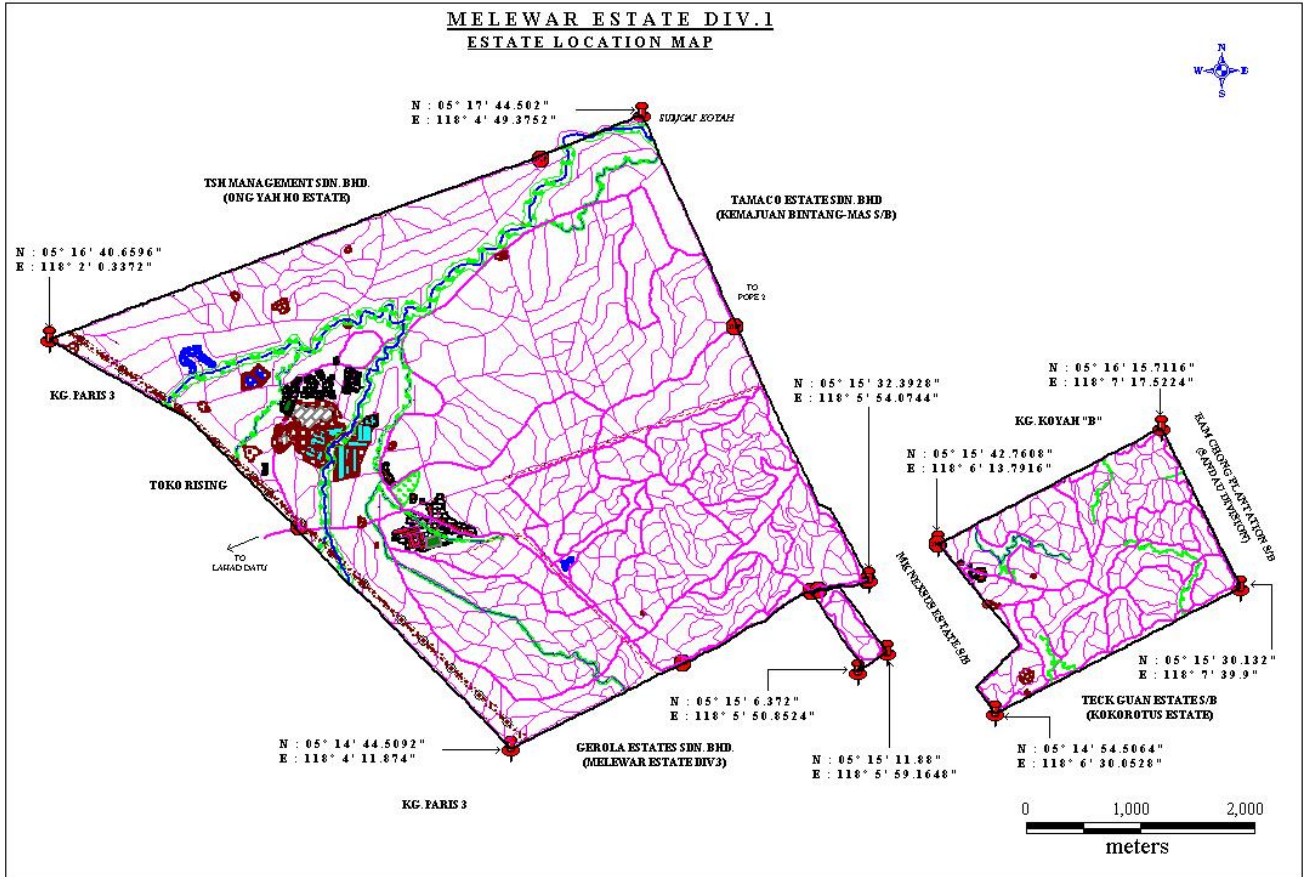 MELEWAR ESTATE DIV.1
ESTATE LOCATION MAP
N
W E
S
N : 05° 17' 44.502"
E : 118° 4' 49.3752"
SUNGAI KOYAH
TSH MANAGEMENT SDN. BHD.
(ONG YAH HO ESTATE)
TAMACO ESTATE SDN. BHD
(KEMAJUAN BINTANG-MAS S/B)
N : 05° 16' 40.6596"
E : 118° 2' 0.3372"
TO
POPE 2
KG. PARIS 3
N : 05° 15' 32.3928"
E : 118° 5' 54.0744"
N : 05° 16' 15.7116"
E : 118° 7' 17.5224"
KG. KOYAH "B"
N : 05° 15' 42.7608"
E : 118° 6' 13.7916"
(SANDAU DIVISION)
TOKO RISING
TO
LAHAD DATU
MK NEXSUS ESTATE S/B
N : 05° 15' 30.132"
E : 118° 7' 39.9"
N : 05° 15' 6.372"
E : 118° 5' 50.8524"
TECK GUAN ESTATES/B
(KOKOROTUS ESTATE)
N : 05° 14' 44.5092"
E : 118° 4' 11.874"
GEROLA ESTATES SDN. BHD.
(MELEWAR ESTATE DIV.3)
N : 05° 15' 11.88"
E : 118° 5' 59.1648"
N : 05° 14' 54.5064"
E : 118° 6' 30.0528"
KG. PARIS 3
0 1,000 2,000
meters